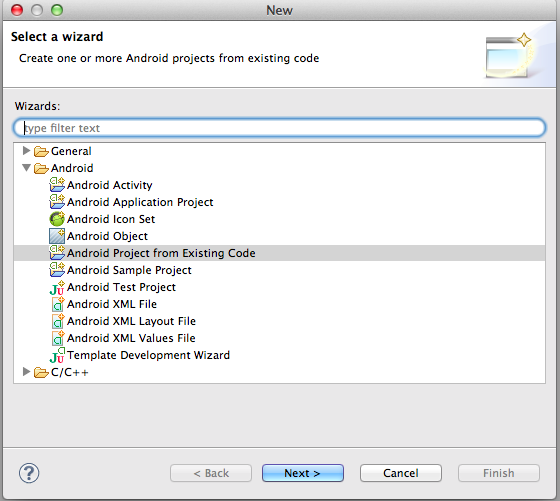 New
Select a wizard
Create one or more Android projects from existing code
Wizards:
type filter text
General
Android
Android Activity
Android Application Project
Android Icon Set
Android Object
Android Project from Existing Code
Android Sample Project
Android Test Project
Android XML File
Android XML Layout File
Android XML Values File
Template Development Wizard
C/C++
? < Back Next > Cancel Finish